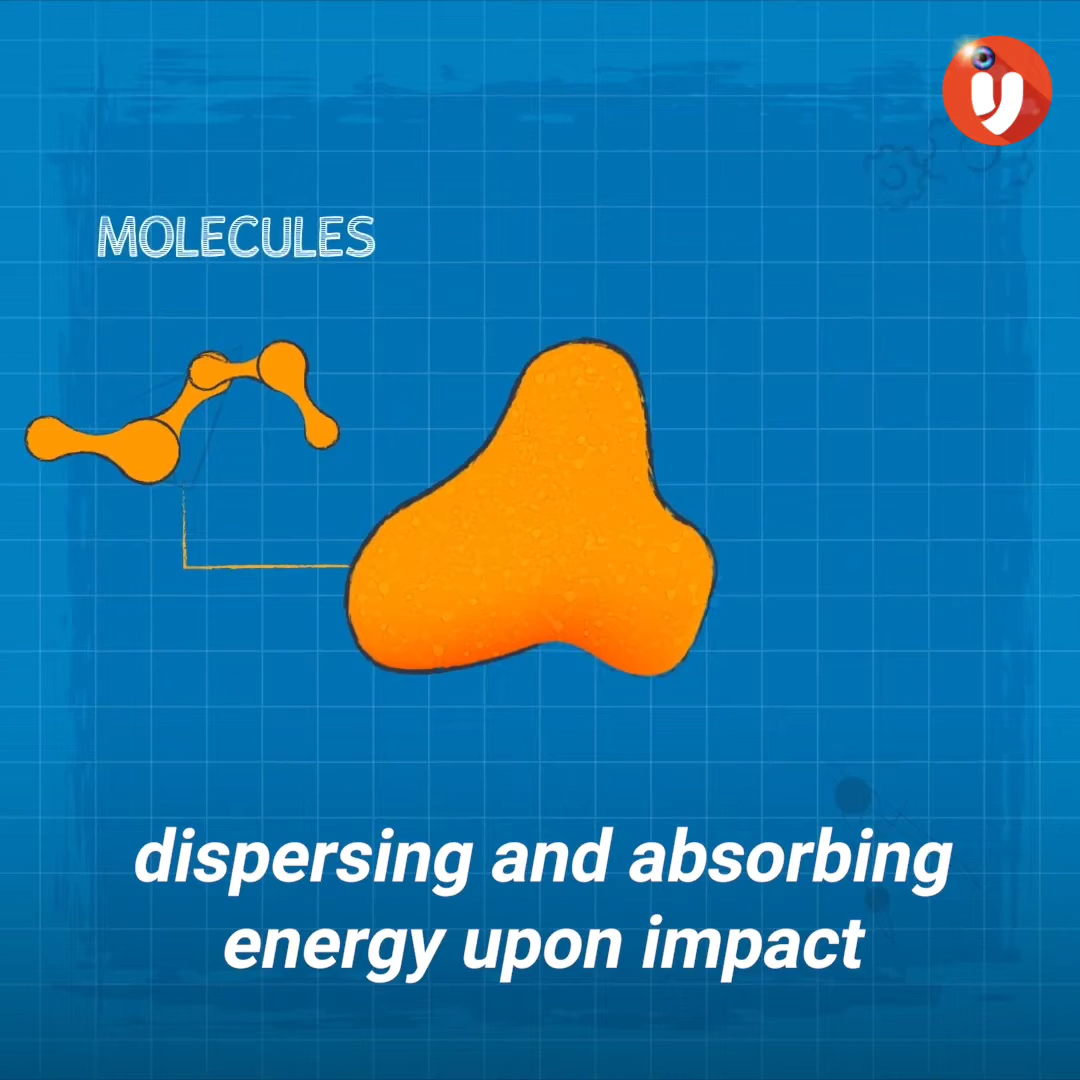 MOLECULES
dispersing and absorbing
energy upon impact